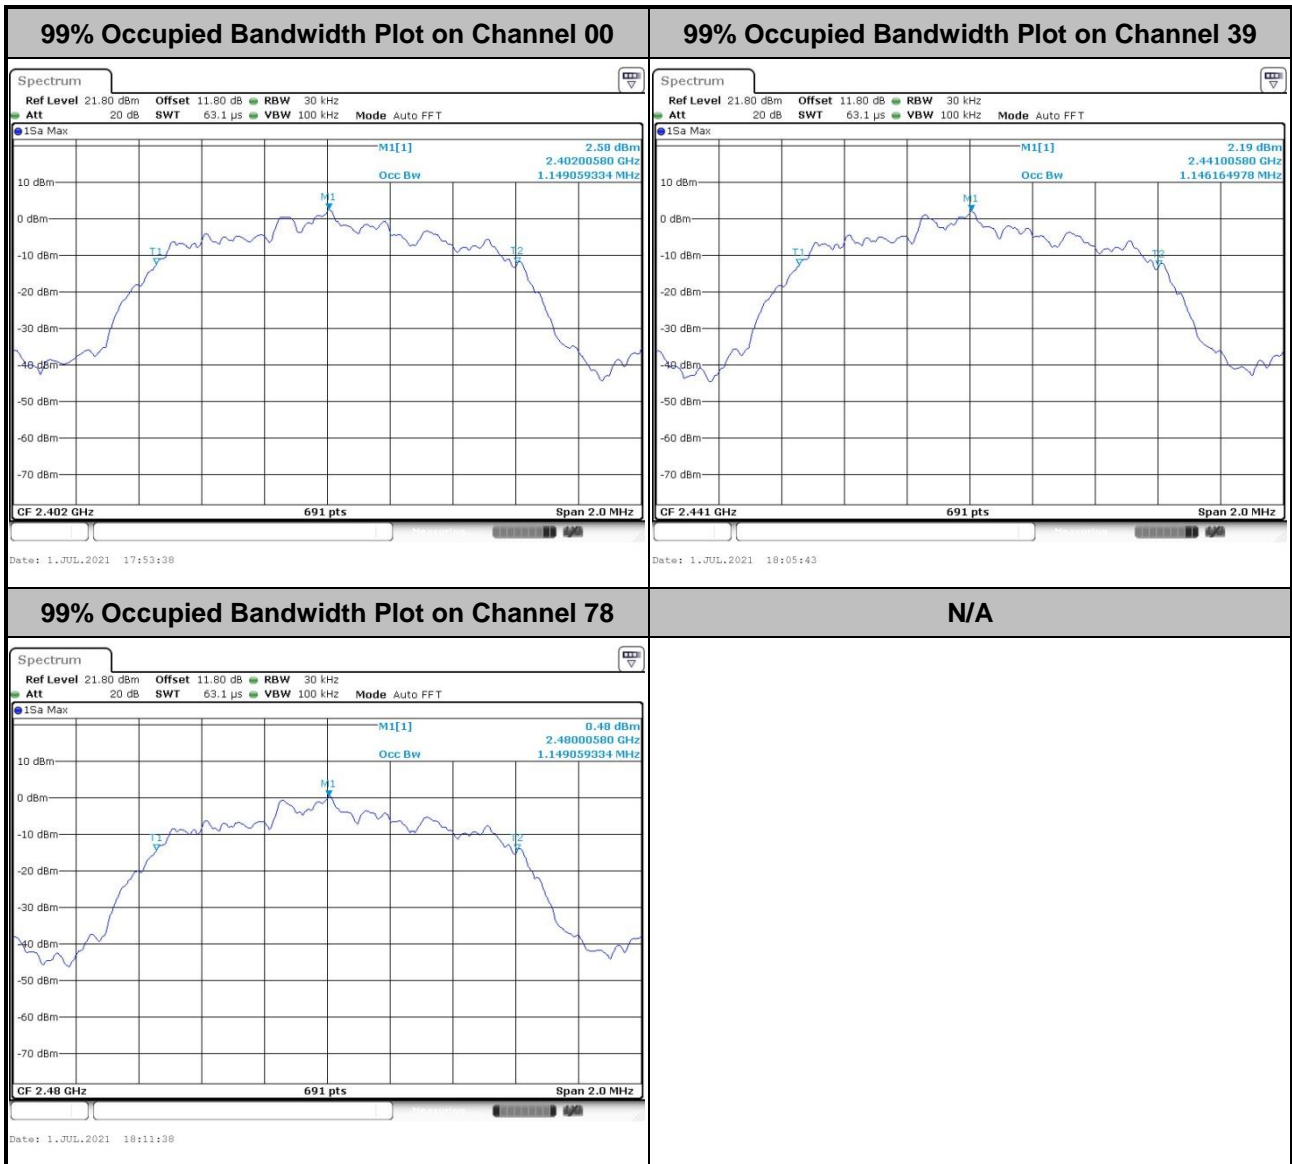 99% Occupied Bandwidth Plot on Channel 00
99% Occupied Bandwidth Plot on Channel 39
Spectrum
Ref Level 21.80 dBm Offset 11.80 dB RBW 30 kHz
Att 20 dB SWT 63.1 µs VBW 100 kHz Mode Auto FFT
1Sa Max
M1[1] 2.58 dBm
2.40200580 GHz
Occ Bw 1.149059334 MHz
10 dBm
M1
0 dBm
T1
T2
-10 dBm
-20 dBm
-30 dBm
-40 dBm
-50 dBm
-60 dBm
-70 dBm
CF 2.402 GHz 691 pts Span 2.0 MHz
Date: 1.JUL.2021 17:53:38
Spectrum
Ref Level 21.80 dBm Offset 11.80 dB RBW 30 kHz
Att 20 dB SWT 63.1 µs VBW 100 kHz Mode Auto FFT
1Sa Max
M1[1] 2.19 dBm
2.44100580 GHz
Occ Bw 1.146164978 MHz
10 dBm
M1
0 dBm
T1
T2
-10 dBm
-20 dBm
-30 dBm
-40 dBm
-50 dBm
-60 dBm
-70 dBm
CF 2.441 GHz 691 pts Span 2.0 MHz
Date: 1.JUL.2021 18:05:43
99% Occupied Bandwidth Plot on Channel 78
N/A
Spectrum
Ref Level 21.80 dBm Offset 11.80 dB RBW 30 kHz
Att 20 dB SWT 63.1 µs VBW 100 kHz Mode Auto FFT
1Sa Max
M1[1] 0.48 dBm
2.48000580 GHz
Occ Bw 1.149059334 MHz
10 dBm
M1
0 dBm
T1
T2
-10 dBm
-20 dBm
-30 dBm
-40 dBm
-50 dBm
-60 dBm
-70 dBm
CF 2.48 GHz 691 pts Span 2.0 MHz
Date: 1.JUL.2021 18:11:38